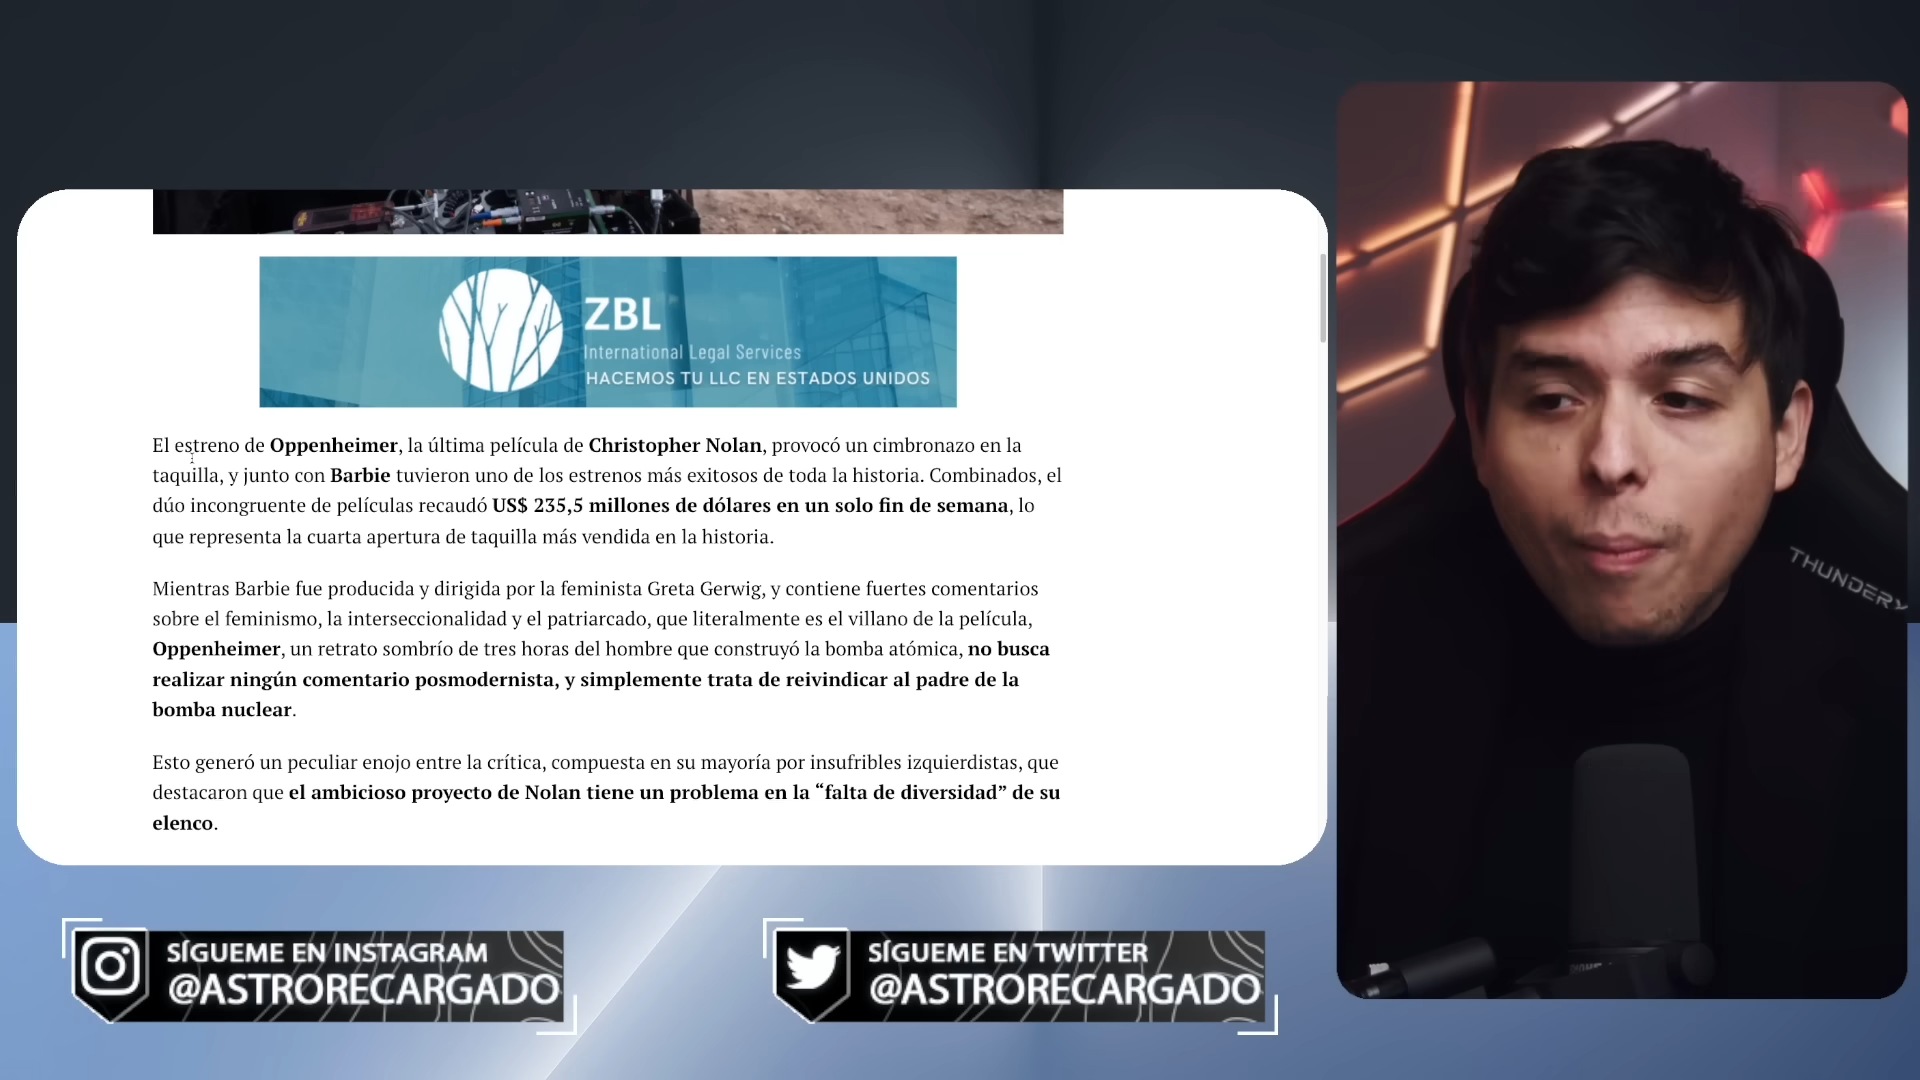 ZBL
International Legal Services
HACEMOS TU LLC EN ESTADOS UNIDOS
El estreno de Oppenheimer, la última película de Christopher Nolan, provocó un cimbronazo en la
taquilla, y junto con Barbie tuvieron uno de los estrenos más exitosos de toda la historia. Combinados, el
dúo incongruente de películas recaudó US$ 235,5 millones de dólares en un solo fin de semana, lo
que representa la cuarta apertura de taquilla más vendida en la historia.
Mientras Barbie fue producida y dirigida por la feminista Greta Gerwig, y contiene fuertes comentarios
sobre el feminismo, la interseccionalidad y el patriarcado, que literalmente es el villano de la película,
Oppenheimer, un retrato sombrío de tres horas del hombre que construyó la bomba atómica, no busca
realizar ningún comentario posmodernista, y simplemente trata de reivindicar al padre de la
bomba nuclear.
Esto generó un peculiar enojo entre la crítica, compuesta en su mayoría por insufribles izquierdistas, que
destacaron que el ambicioso proyecto de Nolan tiene un problema en la “falta de diversidad” de su
elenco.
SÍGUEME EN INSTAGRAM
@ASTRORECARGADO
SÍGUEME EN TWITTER
@ASTRORECARGADO